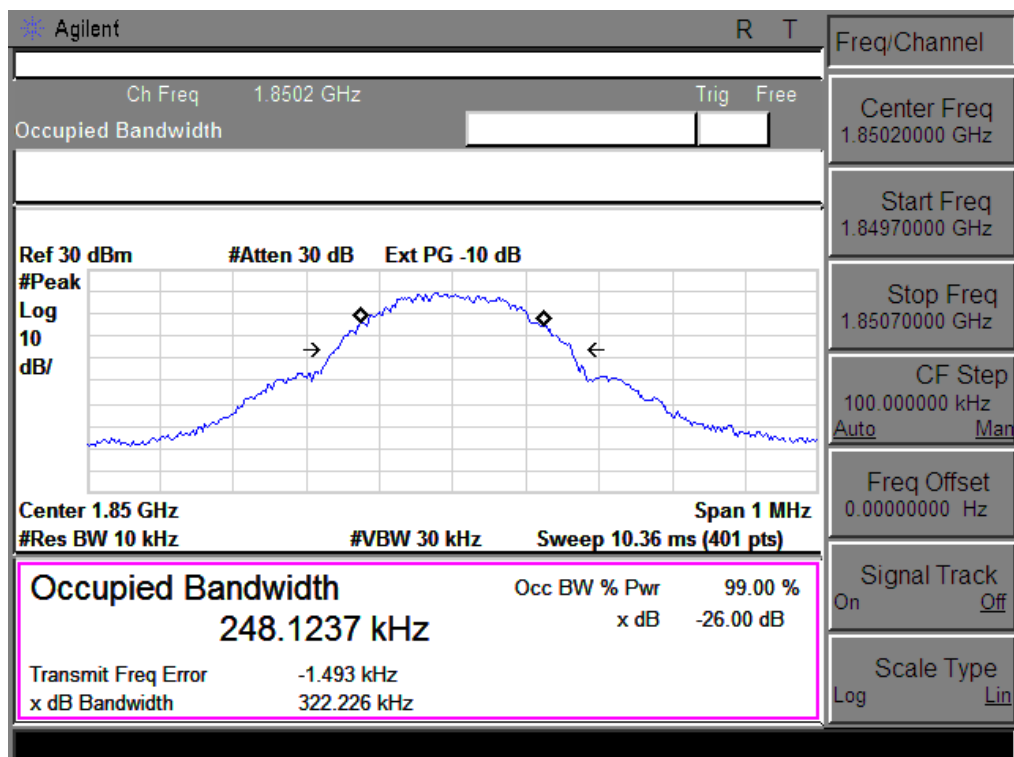 Agilent R T
Ch Freq 1.8502 GHz Trig Free
Occupied Bandwidth
Ref 30 dBm #Atten 30 dB Ext PG -10 dB
#Peak
Log
10
dB/
Center 1.85 GHz Span 1 MHz
#Res BW 10 kHz #VBW 30 kHz Sweep 10.36 ms (401 pts)
Occupied Bandwidth Occ BW % Pwr 99.00 %
248.1237 kHz x dB -26.00 dB
Transmit Freq Error -1.493 kHz
x dB Bandwidth 322.226 kHz
Freq/Channel
Center Freq
1.85020000 GHz
Start Freq
1.84970000 GHz
Stop Freq
1.85070000 GHz
CF Step
100.000000 kHz
Auto Man
Freq Offset
0.00000000 Hz
Signal Track
On Off
Scale Type
Log Lin